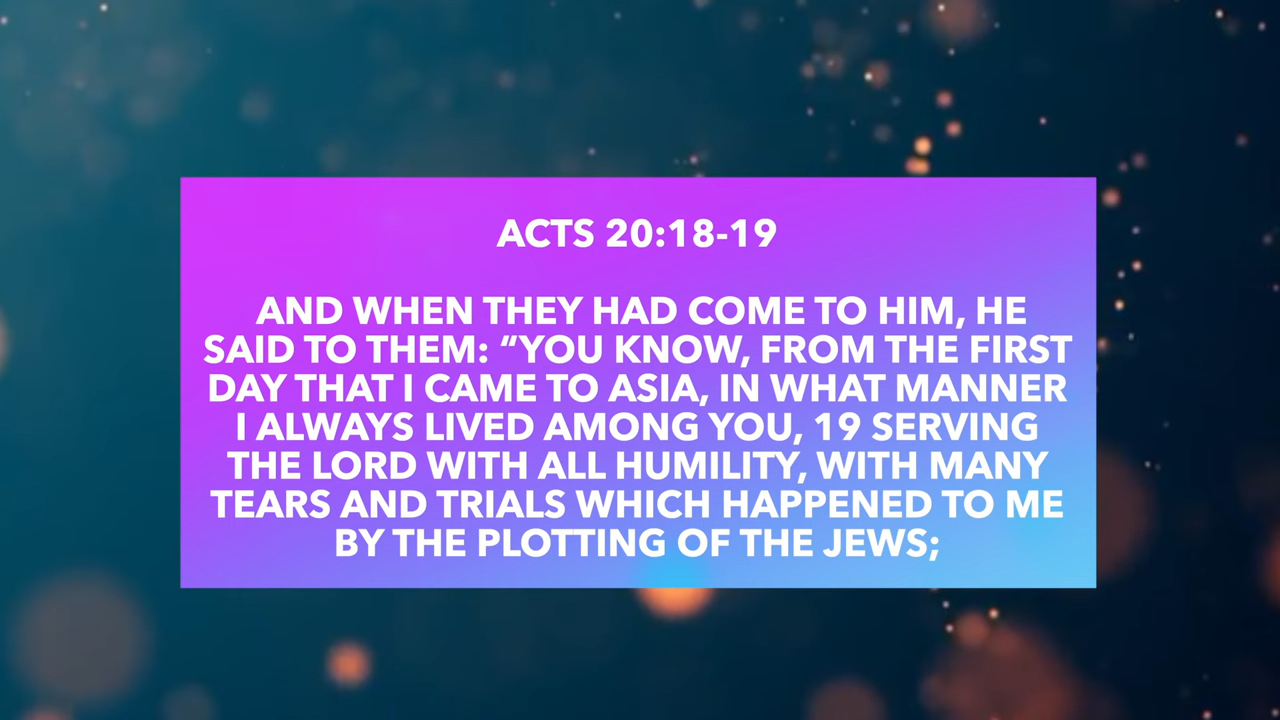 ACTS 20:18-19
AND WHEN THEY HAD COME TO HIM, HE
SAID TO THEM: “YOU KNOW, FROM THE FIRST
DAY THAT I CAME TO ASIA, IN WHAT MANNER
I ALWAYS LIVED AMONG YOU, 19 SERVING
THE LORD WITH ALL HUMILITY, WITH MANY
TEARS AND TRIALS WHICH HAPPENED TO ME
BY THE PLOTTING OF THE JEWS;